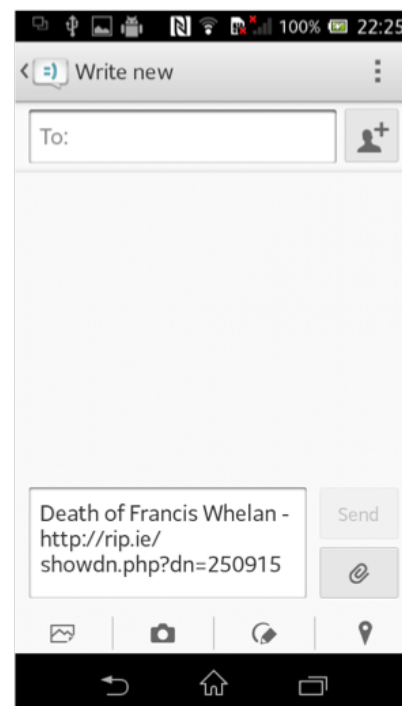 100% 22:25
=) Write new
To:
Death of Francis Whelan -
http://rip.ie/
showdn.php?dn=250915
Send